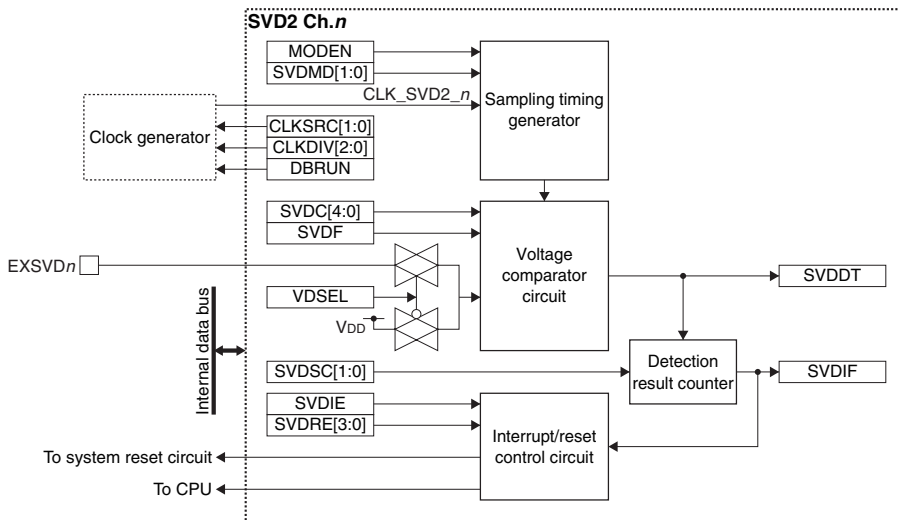 SVD2 Ch.n
MODEN
SVDMD[1:0]
CLK_SVD2_n
Sampling timing
generator
Clock generator
CLKSRC[1:0]
CLKDIV[2:0]
DBRUN
SVDC[4:0]
SVDF
Voltage
comparator
circuit
EXSVDn
VDSEL
VDD
SVDDT
Internal data bus
SVDSC[1:0]
Detection
result counter
SVDIF
SVDIE
SVDRE[3:0]
Interrupt/reset
control circuit
To system reset circuit
To CPU